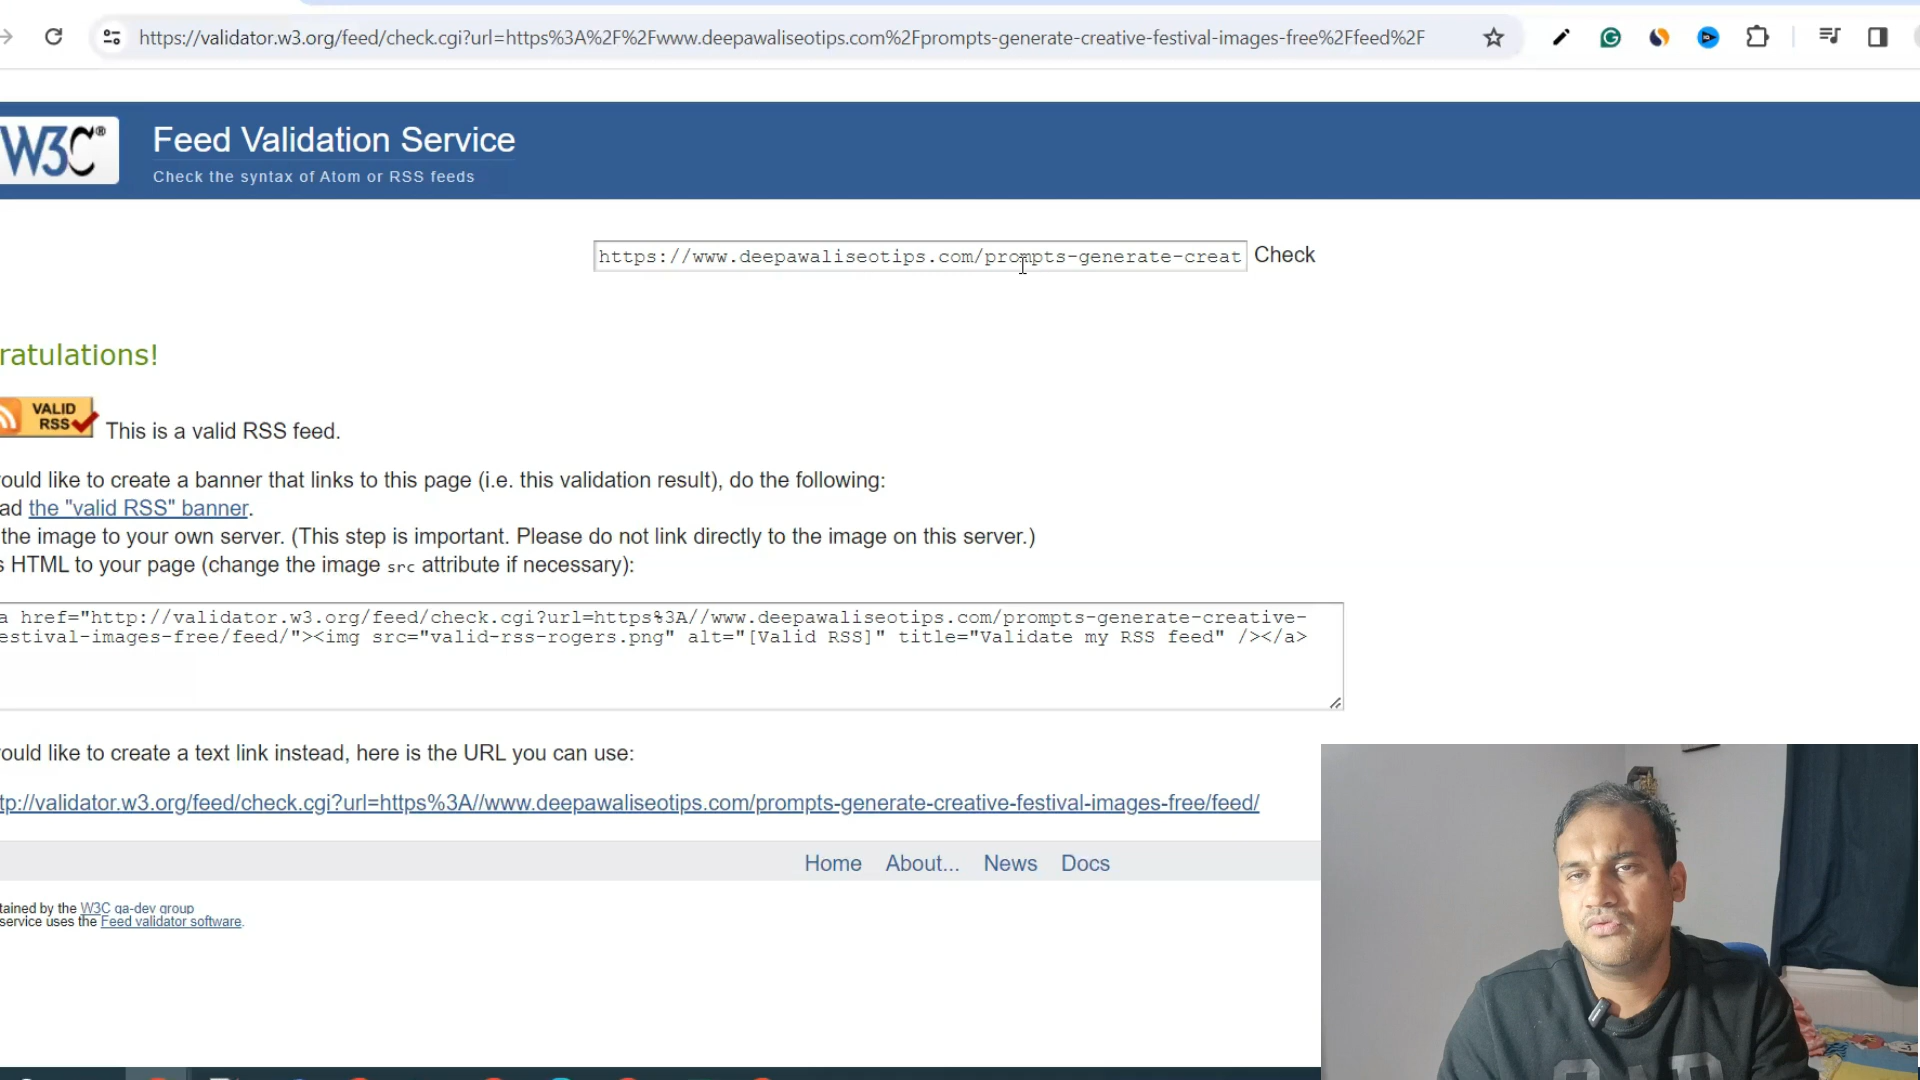 https://validator.w3.org/feed/check.cgi?url=https%3A%2F%2Fwww.deepawaliseotips.com%2Fprompts-generate-creative-festival-images-free%2Ffeed%2F
W3C®
Feed Validation Service
Check the syntax of Atom or RSS feeds
https://www.deepawaliseotips.com/prompts-generate-creat Check
ratulations!
VALID
RSS
This is a valid RSS feed.
ould like to create a banner that links to this page (i.e. this validation result), do the following:
ad the "valid RSS" banner.
the image to your own server. (This step is important. Please do not link directly to the image on this server.)
s HTML to your page (change the image src attribute if necessary):
a href="http://validator.w3.org/feed/check.cgi?url=https%3A//www.deepawaliseotips.com/prompts-generate-creative-
estival-images-free/feed/"><img src="valid-rss-rogers.png" alt="[Valid RSS]" title="Validate my RSS feed" /></a>
ould like to create a text link instead, here is the URL you can use:
tp://validator.w3.org/feed/check.cgi?url=https%3A//www.deepawaliseotips.com/prompts-generate-creative-festival-images-free/feed/
Home About... News Docs
tained by the W3C qa-dev group
service uses the Feed validator software.